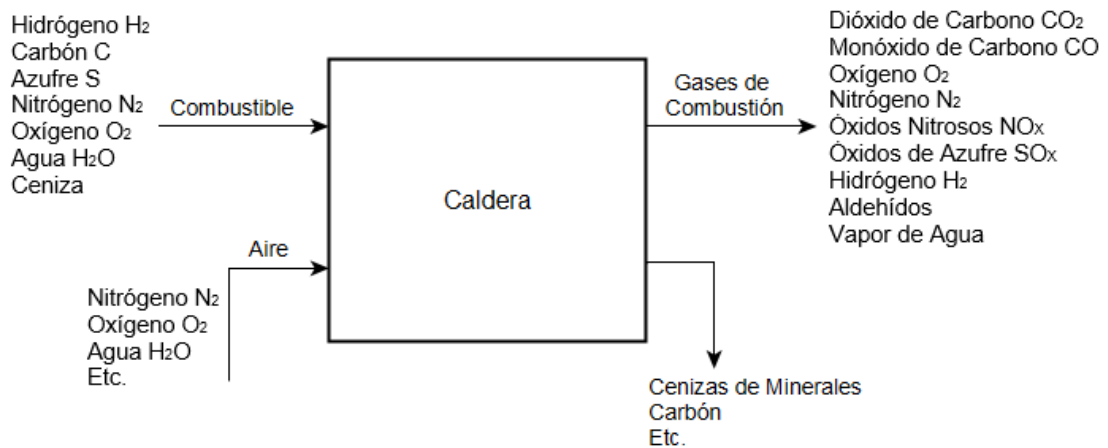 Hidrógeno H2
Carbón C
Azufre S
Nitrógeno N2
Oxígeno O2
Agua H2O
Ceniza
Combustible
Aire
Nitrógeno N2
Oxígeno O2
Agua H2O
Etc.
Caldera
Gases de
Combustión
Dióxido de Carbono CO2
Monóxido de Carbono CO
Oxígeno O2
Nitrógeno N2
Óxidos Nitrosos NOX
Óxidos de Azufre SOX
Hidrógeno H2
Aldehídos
Vapor de Agua
Cenizas de Minerales
Carbón
Etc.